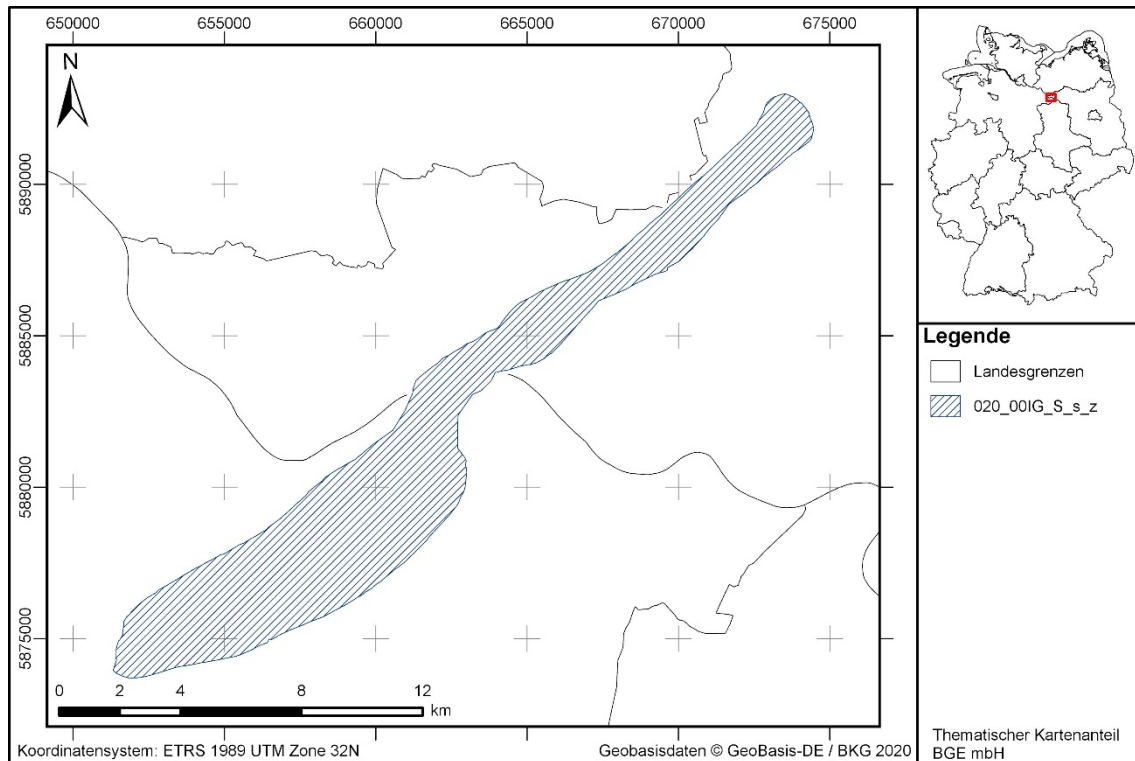 650000 655000 660000 665000 670000 675000
N
5890000
5885000
5880000
5875000
0 2 4 8 12
km
Koordinatensystem: ETRS 1989 UTM Zone 32N
Geobasisdaten © GeoBasis-DE / BKG 2020
Legende
Landesgrenzen
020_00IG_S_s_z
Thematischer Kartenanteil
BGE mbH